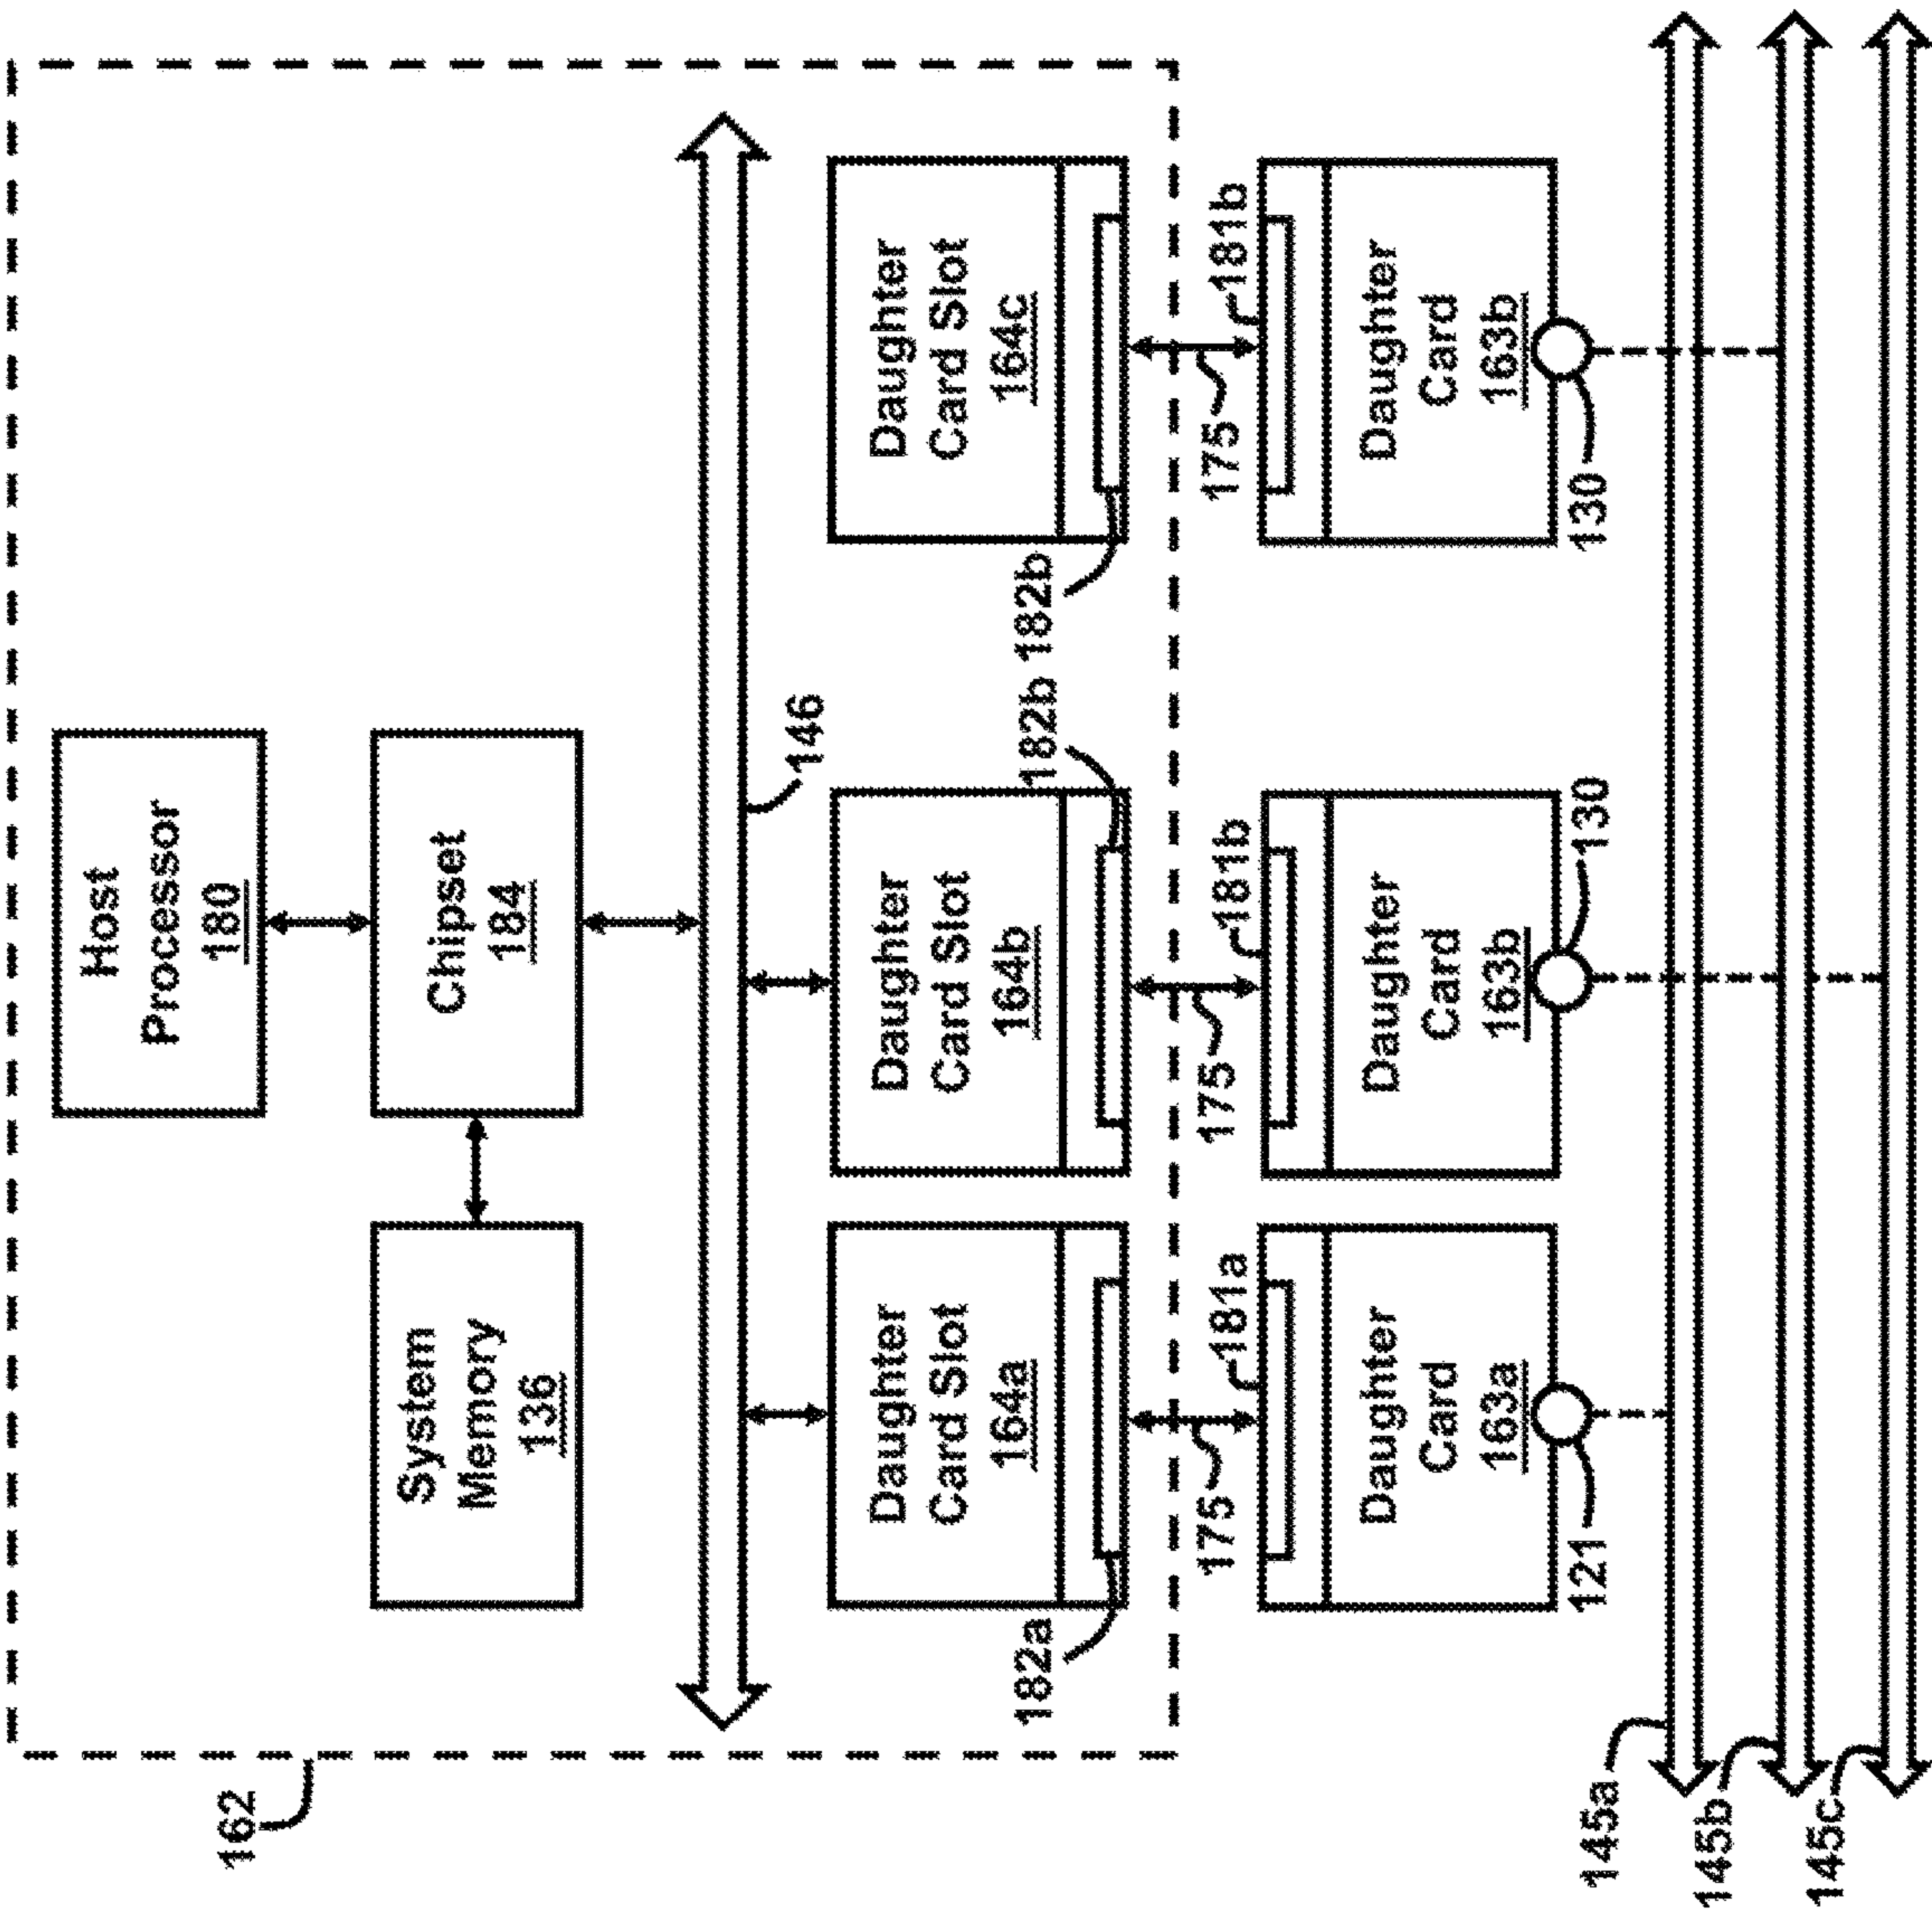 Host
Processor
180
162
System
Memory
136
Chipset
184
146
Daughter
Card Slot
164a
Daughter
Card Slot
164b
Daughter
Card Slot
164c
182a
182b
182b
175
181a
175
181b
175
181b
Daughter
Card
163a
Daughter
Card
163b
Daughter
Card
163b
121
130
130
145a
145b
145c